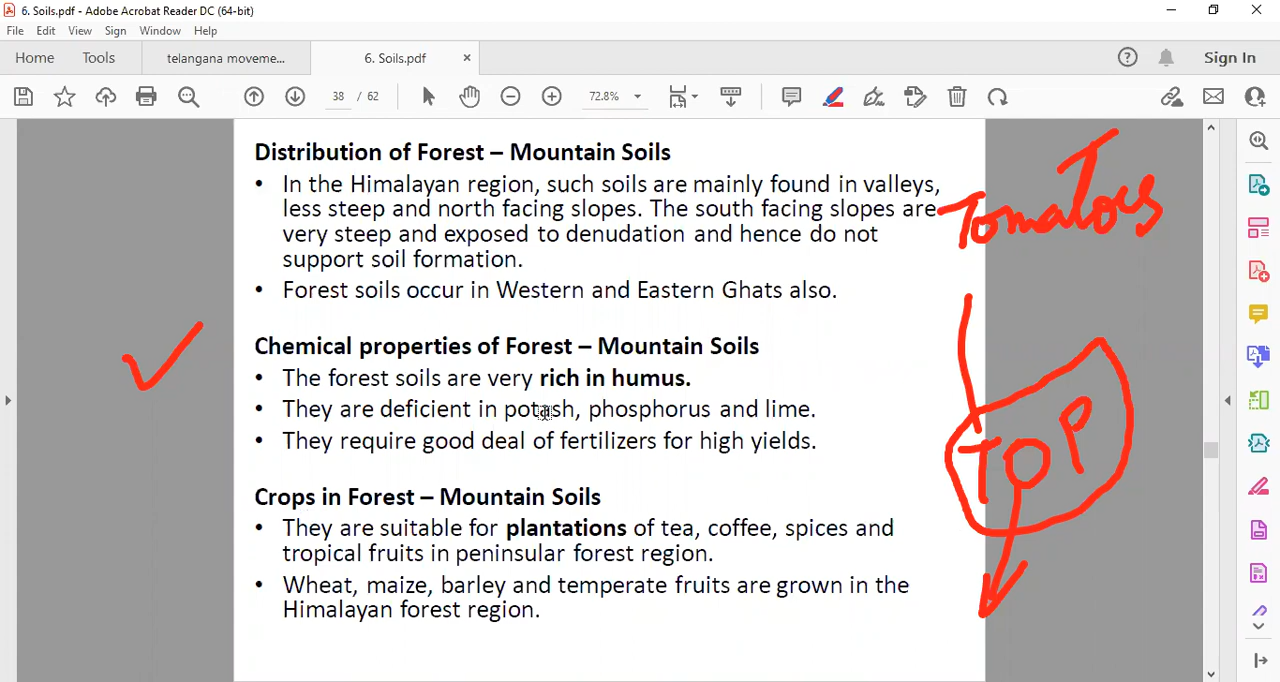 6. Soils.pdf - Adobe Acrobat Reader DC (64-bit)
File Edit View Sign Window Help
Home Tools telangana moveme... 6. Soils.pdf × Sign In
38 / 62 72.8%
Distribution of Forest – Mountain Soils
• In the Himalayan region, such soils are mainly found in valleys,
less steep and north facing slopes. The south facing slopes are
very steep and exposed to denudation and hence do not
support soil formation.
• Forest soils occur in Western and Eastern Ghats also.
Tomatoes
Chemical properties of Forest – Mountain Soils
• The forest soils are very rich in humus.
• They are deficient in potash, phosphorus and lime.
• They require good deal of fertilizers for high yields.
TOP
Crops in Forest – Mountain Soils
• They are suitable for plantations of tea, coffee, spices and
tropical fruits in peninsular forest region.
• Wheat, maize, barley and temperate fruits are grown in the
Himalayan forest region.